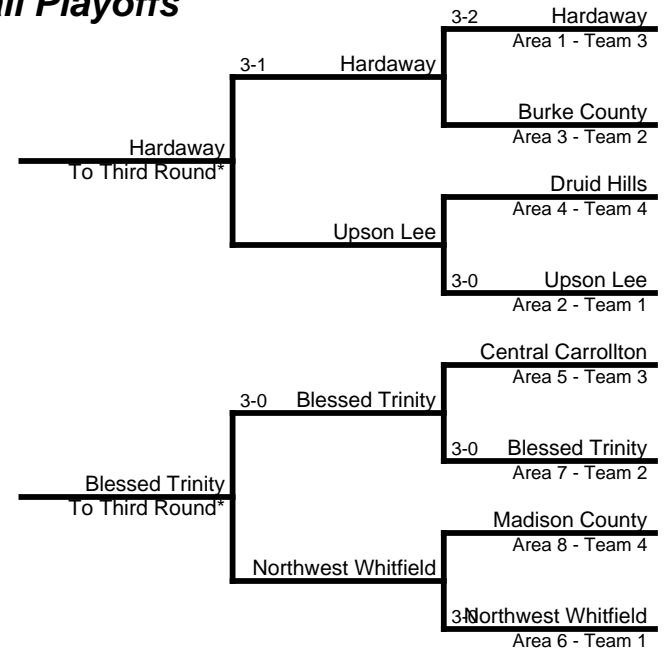 Playoffs
3-2 Hardaway
Area 1 - Team 3
3-1 Hardaway
Burke County
Area 3 - Team 2
Hardaway
To Third Round*
Druid Hills
Area 4 - Team 4
Upson Lee
3-0 Upson Lee
Area 2 - Team 1
Central Carrollton
Area 5 - Team 3
3-0 Blessed Trinity
3-0 Blessed Trinity
Area 7 - Team 2
Blessed Trinity
To Third Round*
Madison County
Area 8 - Team 4
Northwest Whitfield
3-0 Northwest Whitfield
Area 6 - Team 1